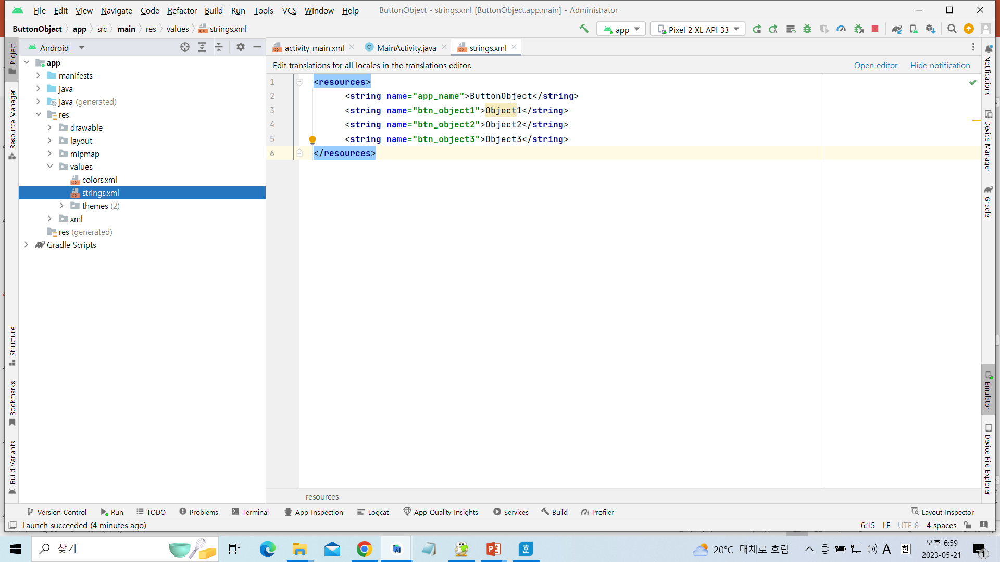 File Edit View Navigate Code Refactor Build Run Tools VCS Window Help ButtonObject - strings.xml [ButtonObject.app.main] - Administrator
ButtonObject app src main res values strings.xml app Pixel 2 XL API 33
Android
activity_main.xml MainActivity.java strings.xml
Edit translations for all locales in the translations editor. Open editor Hide notification
Project
Resource Manager
Structure
Bookmarks
Build Variants
app
manifests
java
java (generated)
res
drawable
layout
mipmap
values
colors.xml
strings.xml
themes (2)
xml
res (generated)
Gradle Scripts
1 <resources>
2 <string name="app_name">ButtonObject</string>
3 <string name="btn_object1">Object1</string>
4 <string name="btn_object2">Object2</string>
5 <string name="btn_object3">Object3</string>
6 </resources>
resources
Notifications
Device Manager
Gradle
Emulator
Device File Explorer
Version Control Run TODO Problems Terminal App Inspection Logcat App Quality Insights Services Build Profiler Layout Inspector
Launch succeeded (4 minutes ago) 6:15 LF UTF-8 4 spaces
찾기 20°C 대체로 흐림 A 한 오후 6:59
2023-05-21 1